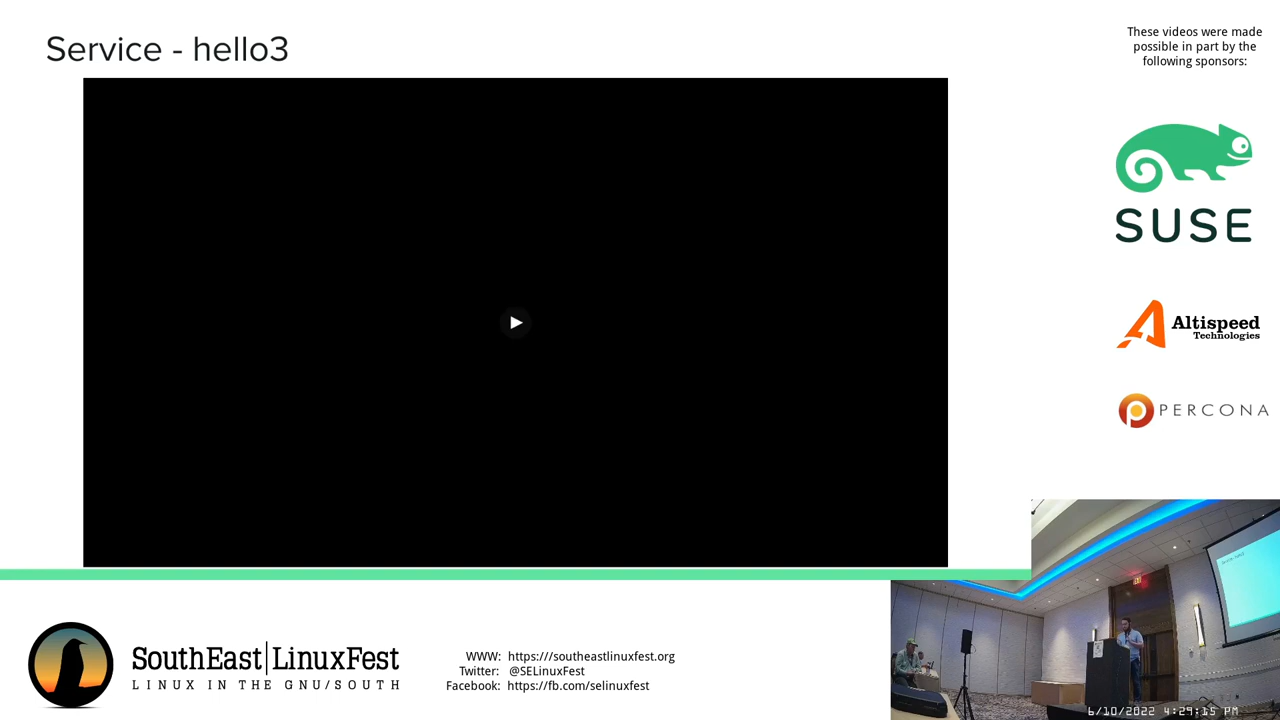 Service - hello3
These videos were made
possible in part by the
following sponsors:
SUSE
Altispeed
Technologies
PERCONA
SouthEast|LinuxFest
LINUX IN THE GNU/SOUTH
WWW: https:///southeastlinuxfest.org
Twitter: @SELinuxFest
Facebook: https://fb.com/selinuxfest
6/10/2022 4:29:15 PM